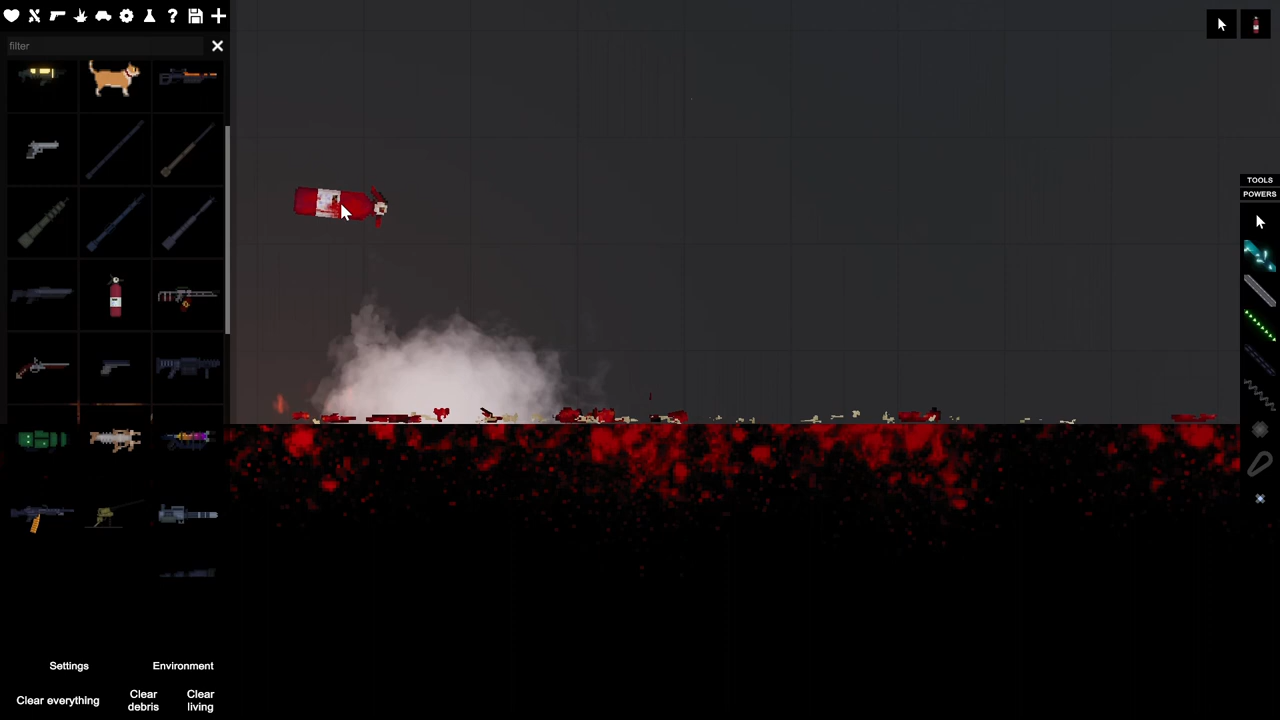 filter
TOOLS
POWERS
Settings
Environment
Clear everything
Clear
debris
Clear
living